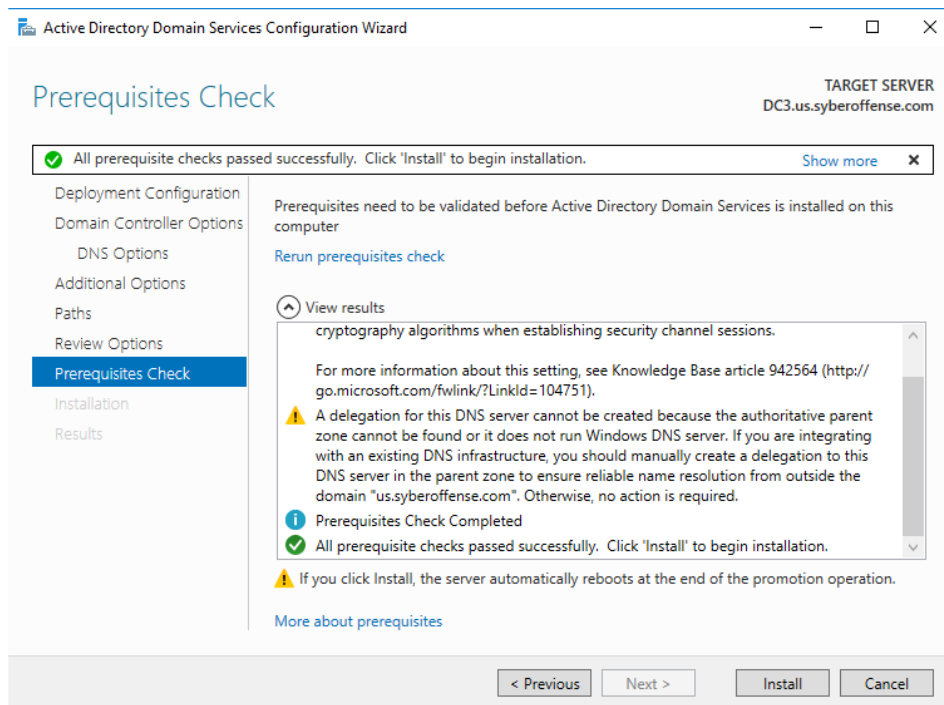 Active Directory Domain Services Configuration Wizard
Prerequisites Check
TARGET SERVER
DC3.us.syberoffense.com
All prerequisite checks passed successfully.  Click 'Install' to begin installation.
Show more
Deployment Configuration
Domain Controller Options
DNS Options
Additional Options
Paths
Review Options
Prerequisites Check
Installation
Results
Prerequisites need to be validated before Active Directory Domain Services is installed on this
computer
Rerun prerequisites check
View results
cryptography algorithms when establishing security channel sessions.
For more information about this setting, see Knowledge Base article 942564 (http://
go.microsoft.com/fwlink/?LinkId=104751).
A delegation for this DNS server cannot be created because the authoritative parent
zone cannot be found or it does not run Windows DNS server. If you are integrating
with an existing DNS infrastructure, you should manually create a delegation to this
DNS server in the parent zone to ensure reliable name resolution from outside the
domain "us.syberoffense.com". Otherwise, no action is required.
Prerequisites Check Completed
All prerequisite checks passed successfully.  Click 'Install' to begin installation.
If you click Install, the server automatically reboots at the end of the promotion operation.
More about prerequisites
< Previous
Next >
Install
Cancel